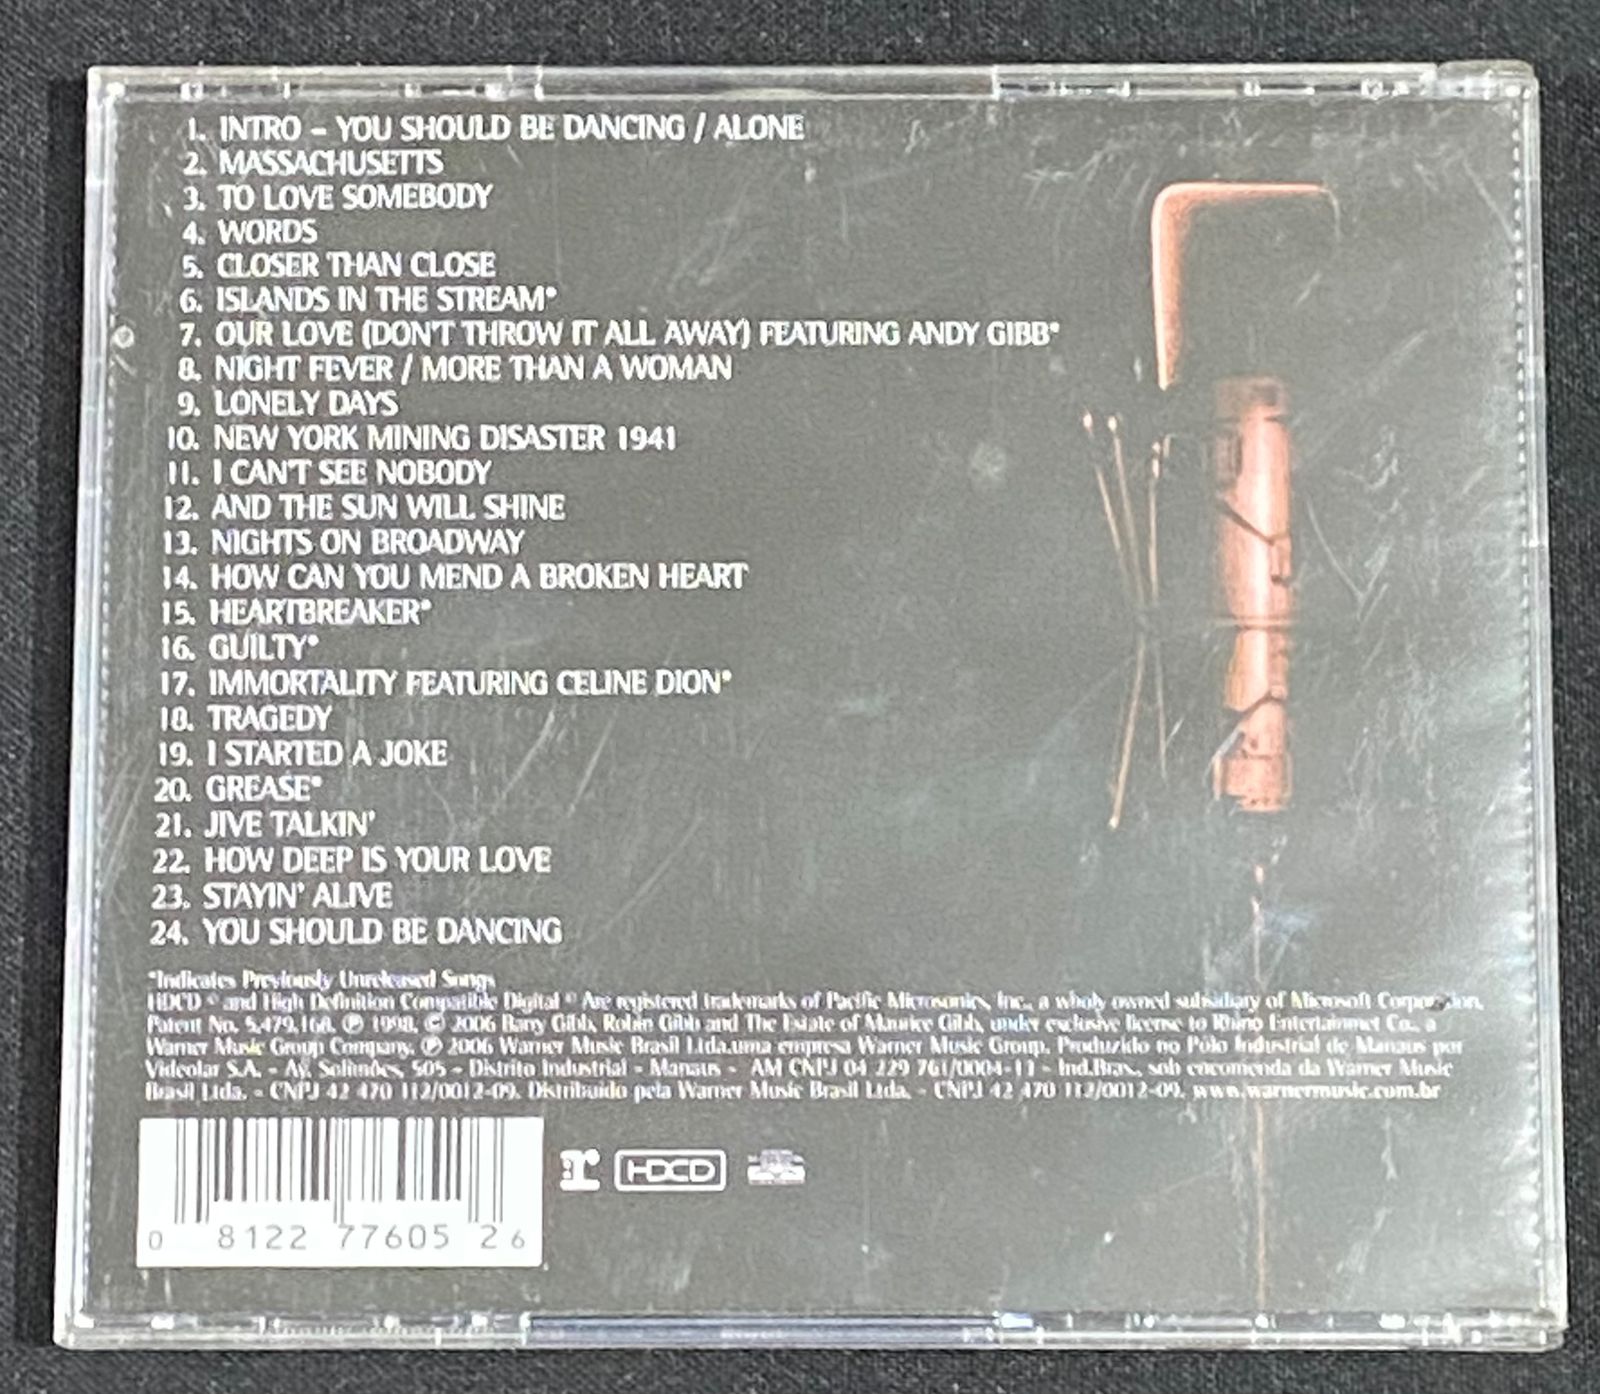 1. INTRO – YOU SHOULD BE DANCING / ALONE
2. MASSACHUSETTS
3. TO LOVE SOMEBODY
4. WORDS
5. CLOSER THAN CLOSE
6. ISLANDS IN THE STREAM*
7. OUR LOVE (DON'T THROW IT ALL AWAY) FEATURING ANDY GIBB*
8. NIGHT FEVER / MORE THAN A WOMAN
9. LONELY DAYS
10. NEW YORK MINING DISASTER 1941
11. I CAN'T SEE NOBODY
12. AND THE SUN WILL SHINE
13. NIGHTS ON BROADWAY
14. HOW CAN YOU MEND A BROKEN HEART
15. HEARTBREAKER*
16. GUILTY*
17. IMMORTALITY FEATURING CELINE DION*
18. TRAGEDY
19. I STARTED A JOKE
20. GREASE*
21. JIVE TALKIN'
22. HOW DEEP IS YOUR LOVE
23. STAYIN' ALIVE
24. YOU SHOULD BE DANCING
*Indicates Previously Unreleased Songs
HDCD ® and High Definition Compatible Digital ® Are registered trademarks of Pacific Microsonics, Inc., a wholy owned subsidiary of Microsoft Corporation.
Patent No. 5,479,168. ℗ 1998, © 2006 Barry Gibb, Robin Gibb and The Estate of Maurice Gibb, under exclusive license to Rhino Entertainmet Co., a
Warner Music Group Company. ℗ 2006 Warner Music Brasil Ltda.uma empresa Warner Music Group. Produzido no Pólo Industrial de Manaus por
Videolar S.A. - Av. Solimões, 505 - Distrito Industrial - Manaus - AM CNPJ 04 229 761/0004-11 - Ind.Bras., sob encomenda da Warner Music
Brasil Ltda. - CNPJ 42 470 112/0012-09. Distribuido pela Warner Music Brasil Ltda. - CNPJ 42 470 112/0012-09. www.warnermusic.com.br
r HDCD
0 8122 77605 2 6